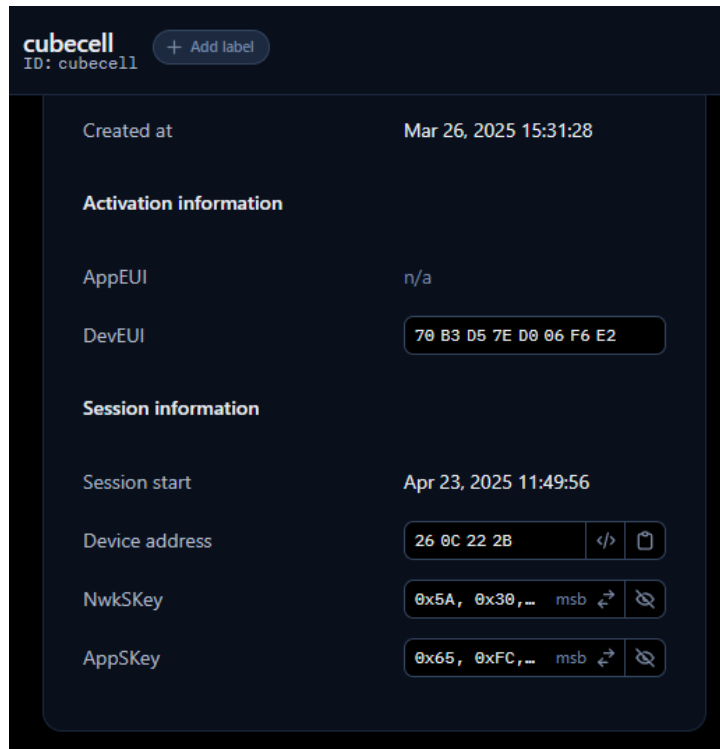 cubecell
+ Add label
ID: cubecell
Created at Mar 26, 2025 15:31:28
Activation information
AppEUI n/a
DevEUI 70 B3 D5 7E D0 06 F6 E2
Session information
Session start Apr 23, 2025 11:49:56
Device address 26 0C 22 2B </>
NwkSKey 0x5A, 0x30,… msb
AppSKey 0x65, 0xFC,… msb